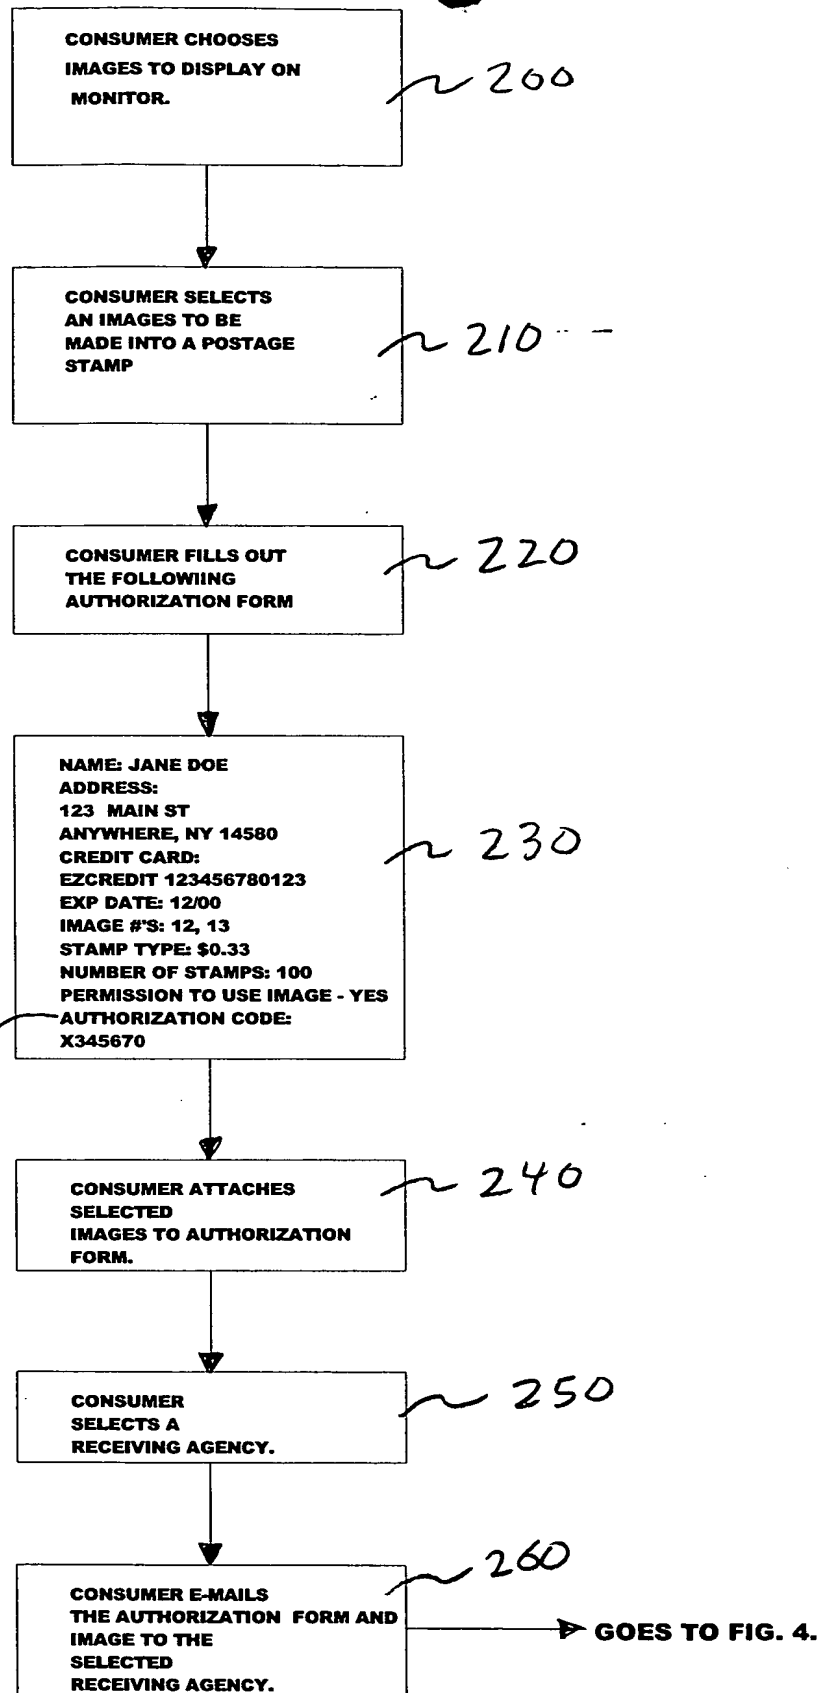 CONSUMER CHOOSES
IMAGES TO DISPLAY ON
MONITOR.
200
CONSUMER SELECTS
AN IMAGES TO BE
MADE INTO A POSTAGE
STAMP
210
CONSUMER FILLS OUT
THE FOLLOWIING
AUTHORIZATION FORM
220
NAME: JANE DOE
ADDRESS:
123 MAIN ST
ANYWHERE, NY 14580
CREDIT CARD:
EZCREDIT 123456780123
EXP DATE: 12/00
IMAGE #'S: 12, 13
STAMP TYPE: $0.33
NUMBER OF STAMPS: 100
PERMISSION TO USE IMAGE - YES
AUTHORIZATION CODE:
X345670
230
CONSUMER ATTACHES
SELECTED
IMAGES TO AUTHORIZATION
FORM.
240
CONSUMER
SELECTS A
RECEIVING AGENCY.
250
CONSUMER E-MAILS
THE AUTHORIZATION FORM AND
IMAGE TO THE
SELECTED
RECEIVING AGENCY.
260
GOES TO FIG. 4.